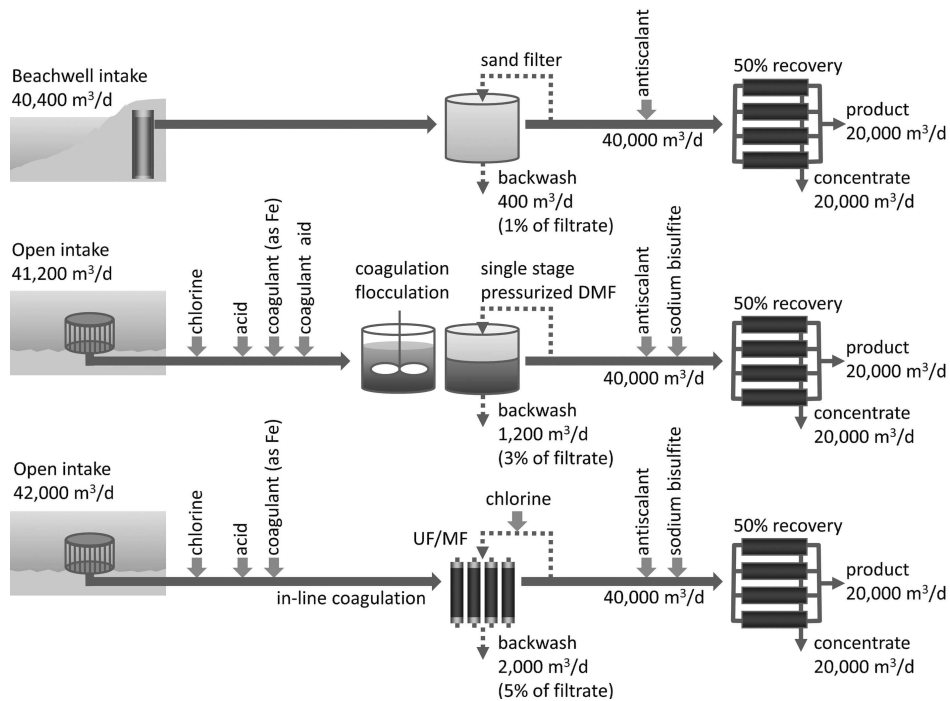 Beachwell intake
40,400 m³/d
sand filter
antiscalant
50% recovery
product
20,000 m³/d
40,000 m³/d
backwash
400 m³/d
(1% of filtrate)
concentrate
20,000 m³/d
Open intake
41,200 m³/d
chlorine
acid
coagulant (as Fe)
coagulant aid
coagulation
flocculation
single stage
pressurized DMF
antiscalant
sodium bisulfite
50% recovery
product
20,000 m³/d
40,000 m³/d
backwash
1,200 m³/d
(3% of filtrate)
concentrate
20,000 m³/d
Open intake
42,000 m³/d
chlorine
acid
coagulant (as Fe)
in-line coagulation
chlorine
UF/MF
antiscalant
sodium bisulfite
50% recovery
product
20,000 m³/d
40,000 m³/d
backwash
2,000 m³/d
(5% of filtrate)
concentrate
20,000 m³/d